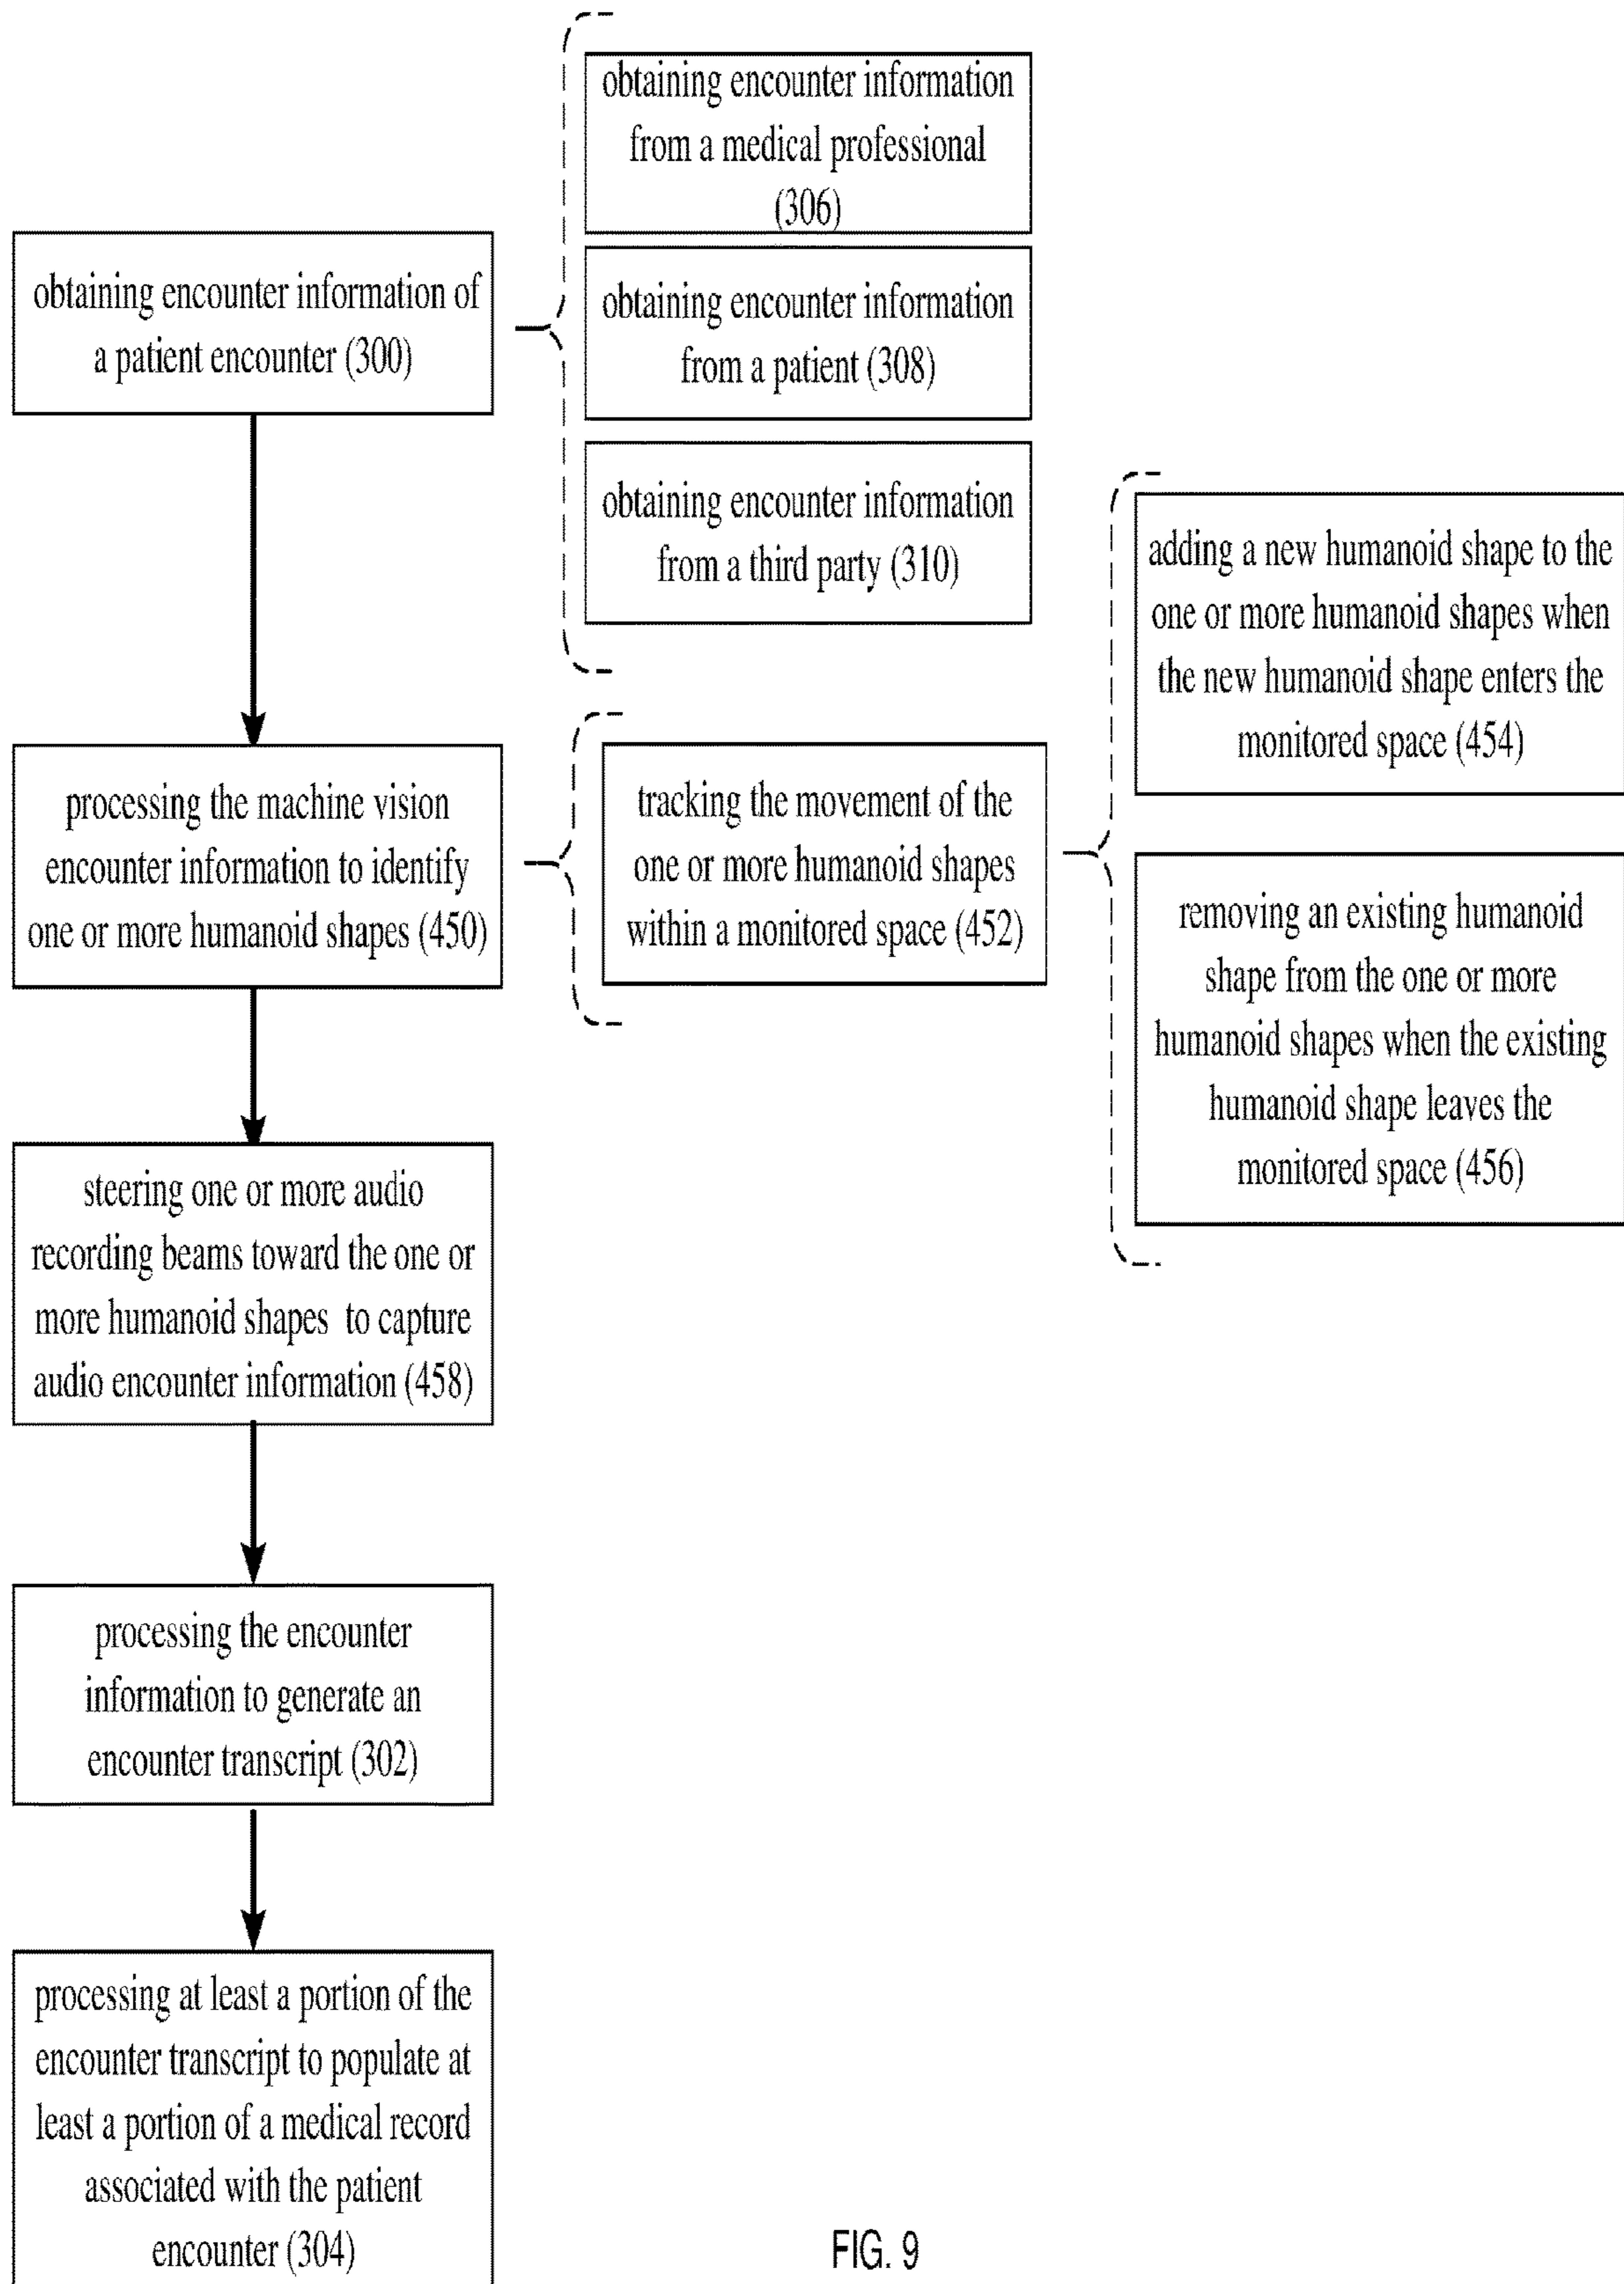 obtaining encounter information of
a patient encounter (300)
obtaining encounter information
from a medical professional
(306)
obtaining encounter information
from a patient (308)
obtaining encounter information
from a third party (310)
processing the machine vision
encounter information to identify
one or more humanoid shapes (450)
tracking the movement of the
one or more humanoid shapes
within a monitored space (452)
adding a new humanoid shape to the
one or more humanoid shapes when
the new humanoid shape enters the
monitored space (454)
removing an existing humanoid
shape from the one or more
humanoid shapes when the existing
humanoid shape leaves the
monitored space (456)
steering one or more audio
recording beams toward the one or
more humanoid shapes to capture
audio encounter information (458)
processing the encounter
information to generate an
encounter transcript (302)
processing at least a portion of the
encounter transcript to populate at
least a portion of a medical record
associated with the patient
encounter (304)
FIG. 9